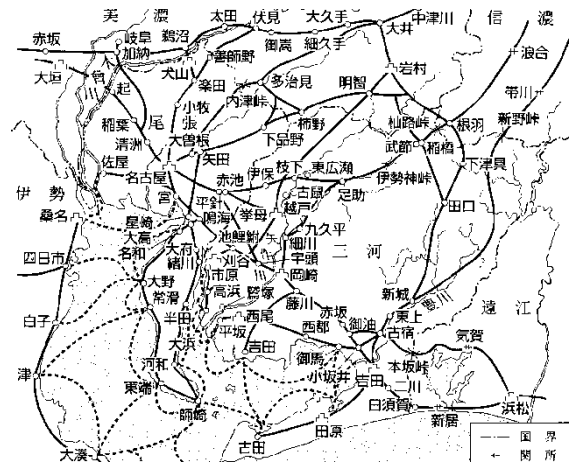 美濃
太田
伏見
大久手
大井
中津川
信濃
赤坂
岐阜
加納
鵜沼
善師野
御嵩
細久手
浪合
大垣
木曽川
犬山
楽田
多治見
明智
岩村
帯川
起
小牧
内津峠
新野峠
稲葉
尾張
大曽根
下品野
柿野
杣路峠
根羽
清洲
矢田
武節
稲橋
佐屋
名古屋
赤池
伊保
枝下
東広瀬
下津具
伊勢
宮
平針
古鼠
足助
伊勢神峠
桑名
星崎
鳴海
挙母
越戸
田口
大高
池鯉鮒
九久平
名和
大府
刈谷
細川
宇頭
三河
四日市
緒川
市原
岡崎
大野
常滑
高浜
鷲塚
新城
豊川
遠江
白子
半田
平坂
西尾
藤川
赤坂
東上
西都
御油
古宿
気賀
大浜
吉田
御馬
本坂峠
津
河和
小坂井
吉田
二川
東端
師崎
白須賀
新居
浜松
田原
古田
大湊
国界
関所